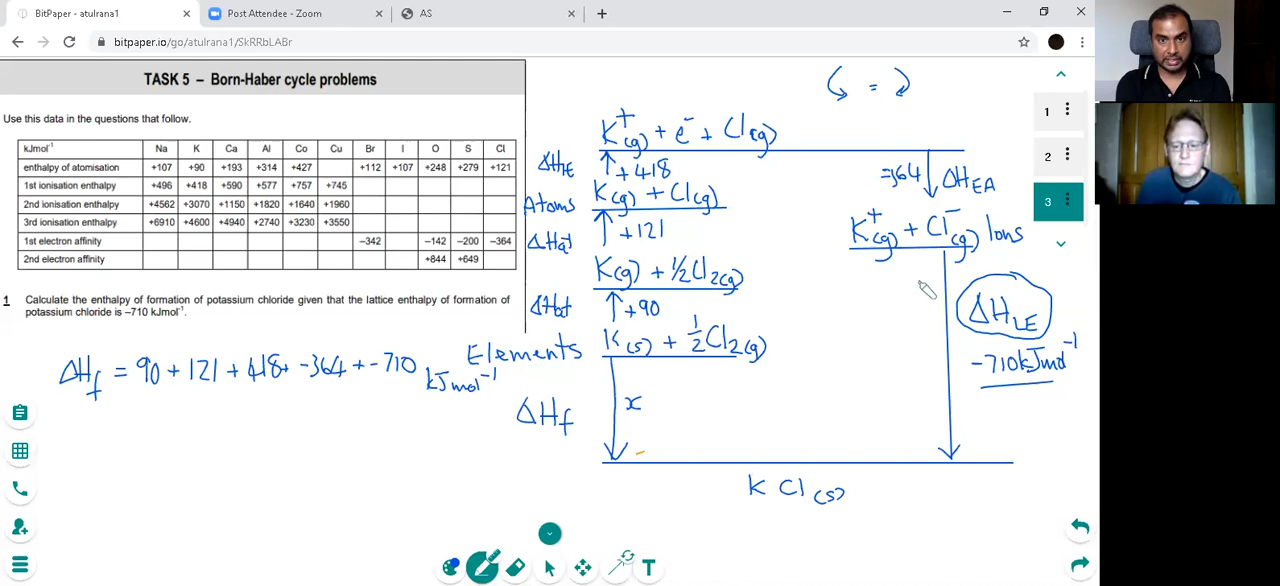 BitPaper - atulrana1
Post Attendee - Zoom
AS
bitpaper.io/go/atulrana1/SkRRbLABr
TASK 5 – Born-Haber cycle problems
Use this data in the questions that follow.
kJmol⁻¹ Na K Ca Al Co Cu Br I O S Cl
enthalpy of atomisation +107 +90 +193 +314 +427 +112 +107 +248 +279 +121
1st ionisation enthalpy +496 +418 +590 +577 +757 +745
2nd ionisation enthalpy +4562 +3070 +1150 +1820 +1640 +1960
3rd ionisation enthalpy +6910 +4600 +4940 +2740 +3230 +3550
1st electron affinity −342 −142 −200 −364
2nd electron affinity +844 +649
1 Calculate the enthalpy of formation of potassium chloride given that the lattice enthalpy of formation of
potassium chloride is –710 kJmol⁻¹.
ΔHf = 90 + 121 + 418 + -364 + -710
kJmol⁻¹
=
K⁺(g) + e⁻ + Cl(g)
ΔHIE
+418
-364
ΔHEA
Atoms
K(g) + Cl(g)
K⁺(g) + Cl⁻(g) Ions
ΔHat
+121
K(g) + ½Cl2(g)
ΔHat
+90
ΔHLE
-710kJmol⁻¹
Elements
K(s) + ½Cl2(g)
ΔHf
x
K Cl (s)
1
2
3
T